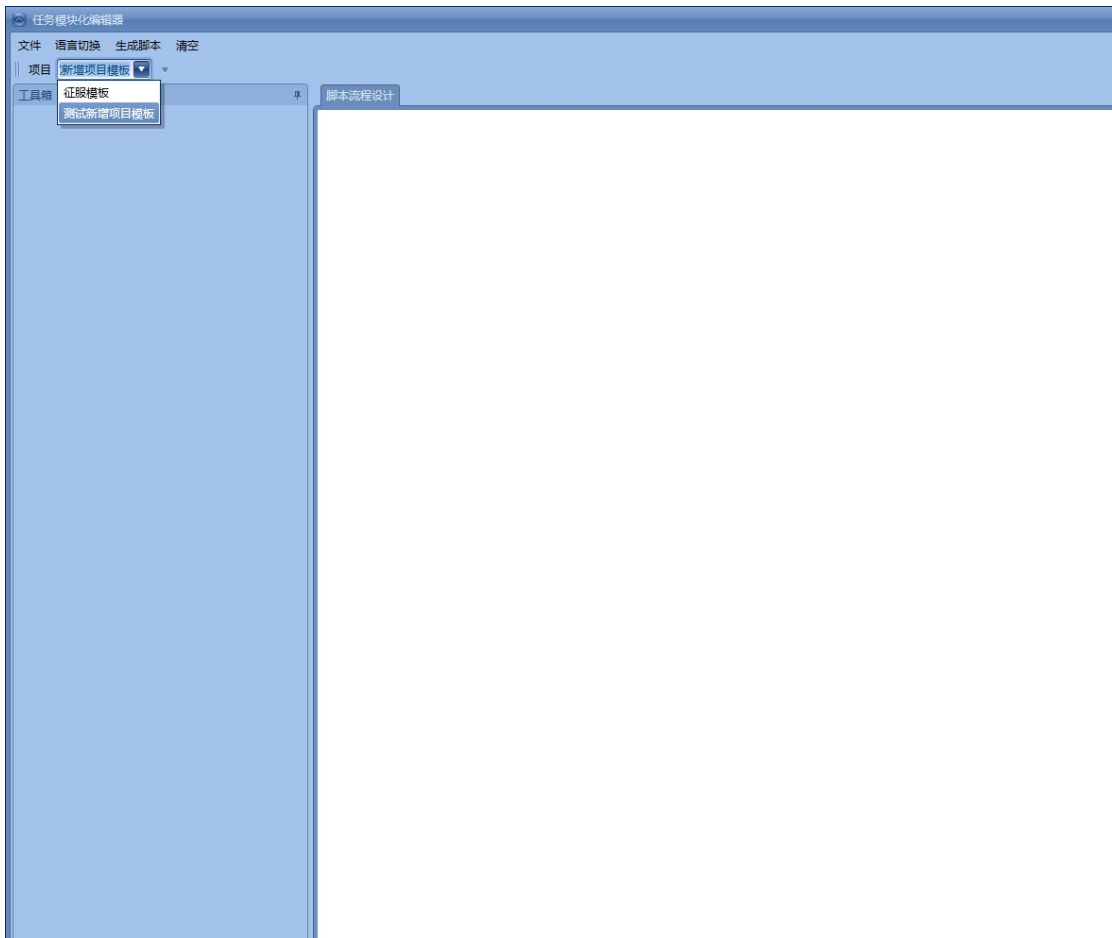 任务模块化编辑器
文件 语言切换 生成脚本 清空
项目 新增项目模板
工具箱 脚本流程设计
征服模板
测试新增项目模板